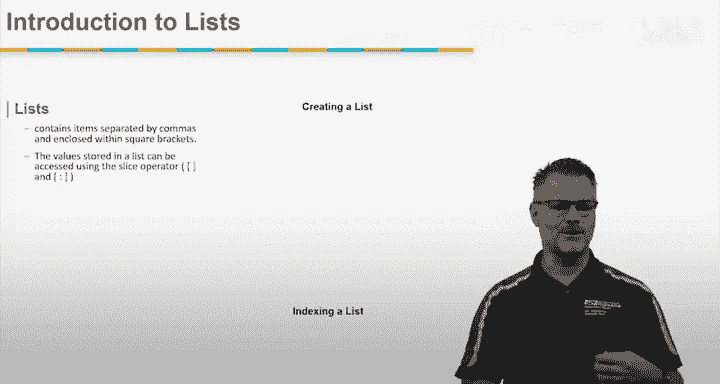 Introduction to Lists
Lists
– contains items separated by commas
and enclosed within square brackets.
– The values stored in a list can be
accessed using the slice operator ( [ ]
and [ : ] )
Creating a List
Indexing a List